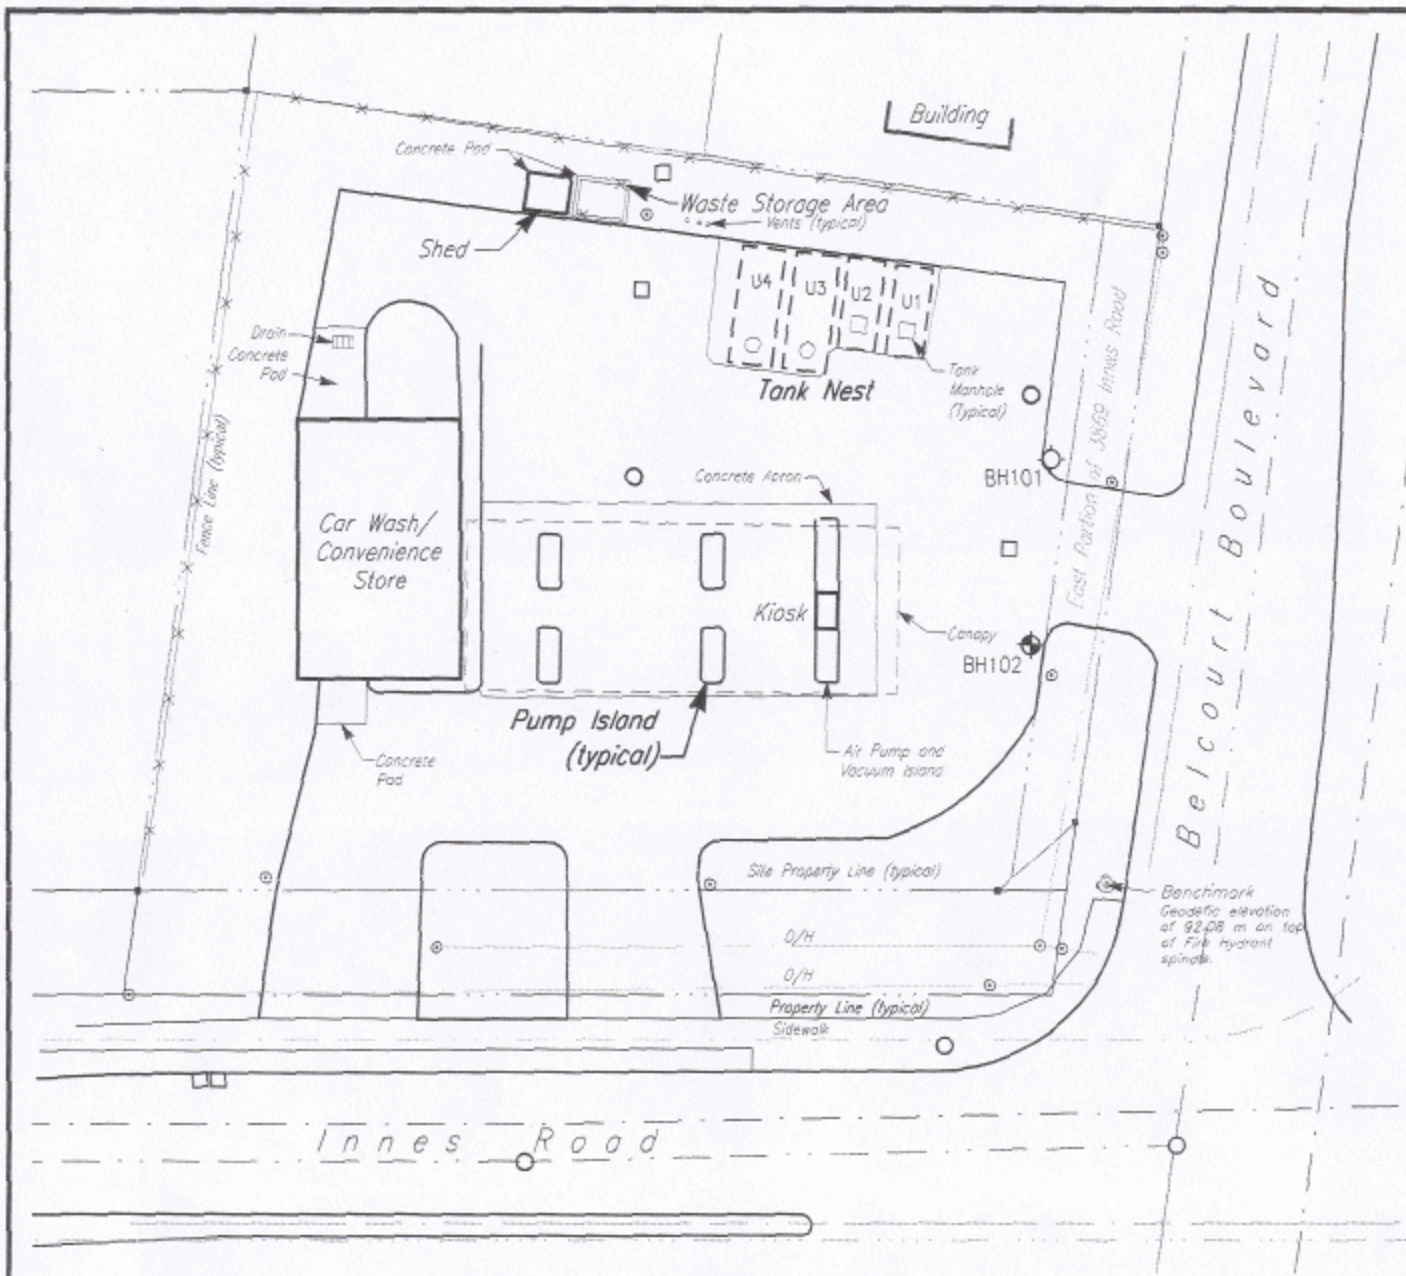 Building
Concrete Pad
Waste Storage Area
Vents (typical)
Shed
U4
U3
U2
U1
Drain
Concrete
Pad
Tank
Manhole
(Typical)
Tank Nest
East Portion of 3869 Innes Road
Belcourt Boulevard
Fence Line (typical)
Concrete Apron
BH101
Car Wash/
Convenience
Store
Kiosk
Canopy
BH102
Pump Island
(typical)
Air Pump and
Vacuum Island
Concrete
Pad
Site Property Line (typical)
Benchmark
Geodetic elevation
of 92.08 m on top
of Fire Hydrant
spindle.
O/H
O/H
Property Line (typical)
Sidewalk
Innes Road